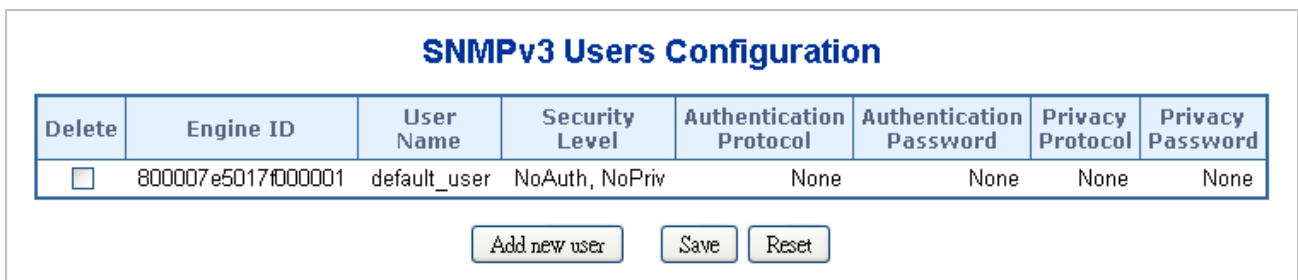 SNMPv3 Users Configuration
Delete Engine ID User Name Security Level Authentication Protocol Authentication Password Privacy Protocol Privacy Password
800007e5017f000001 default_user NoAuth, NoPriv None None None None
Add new user Save Reset